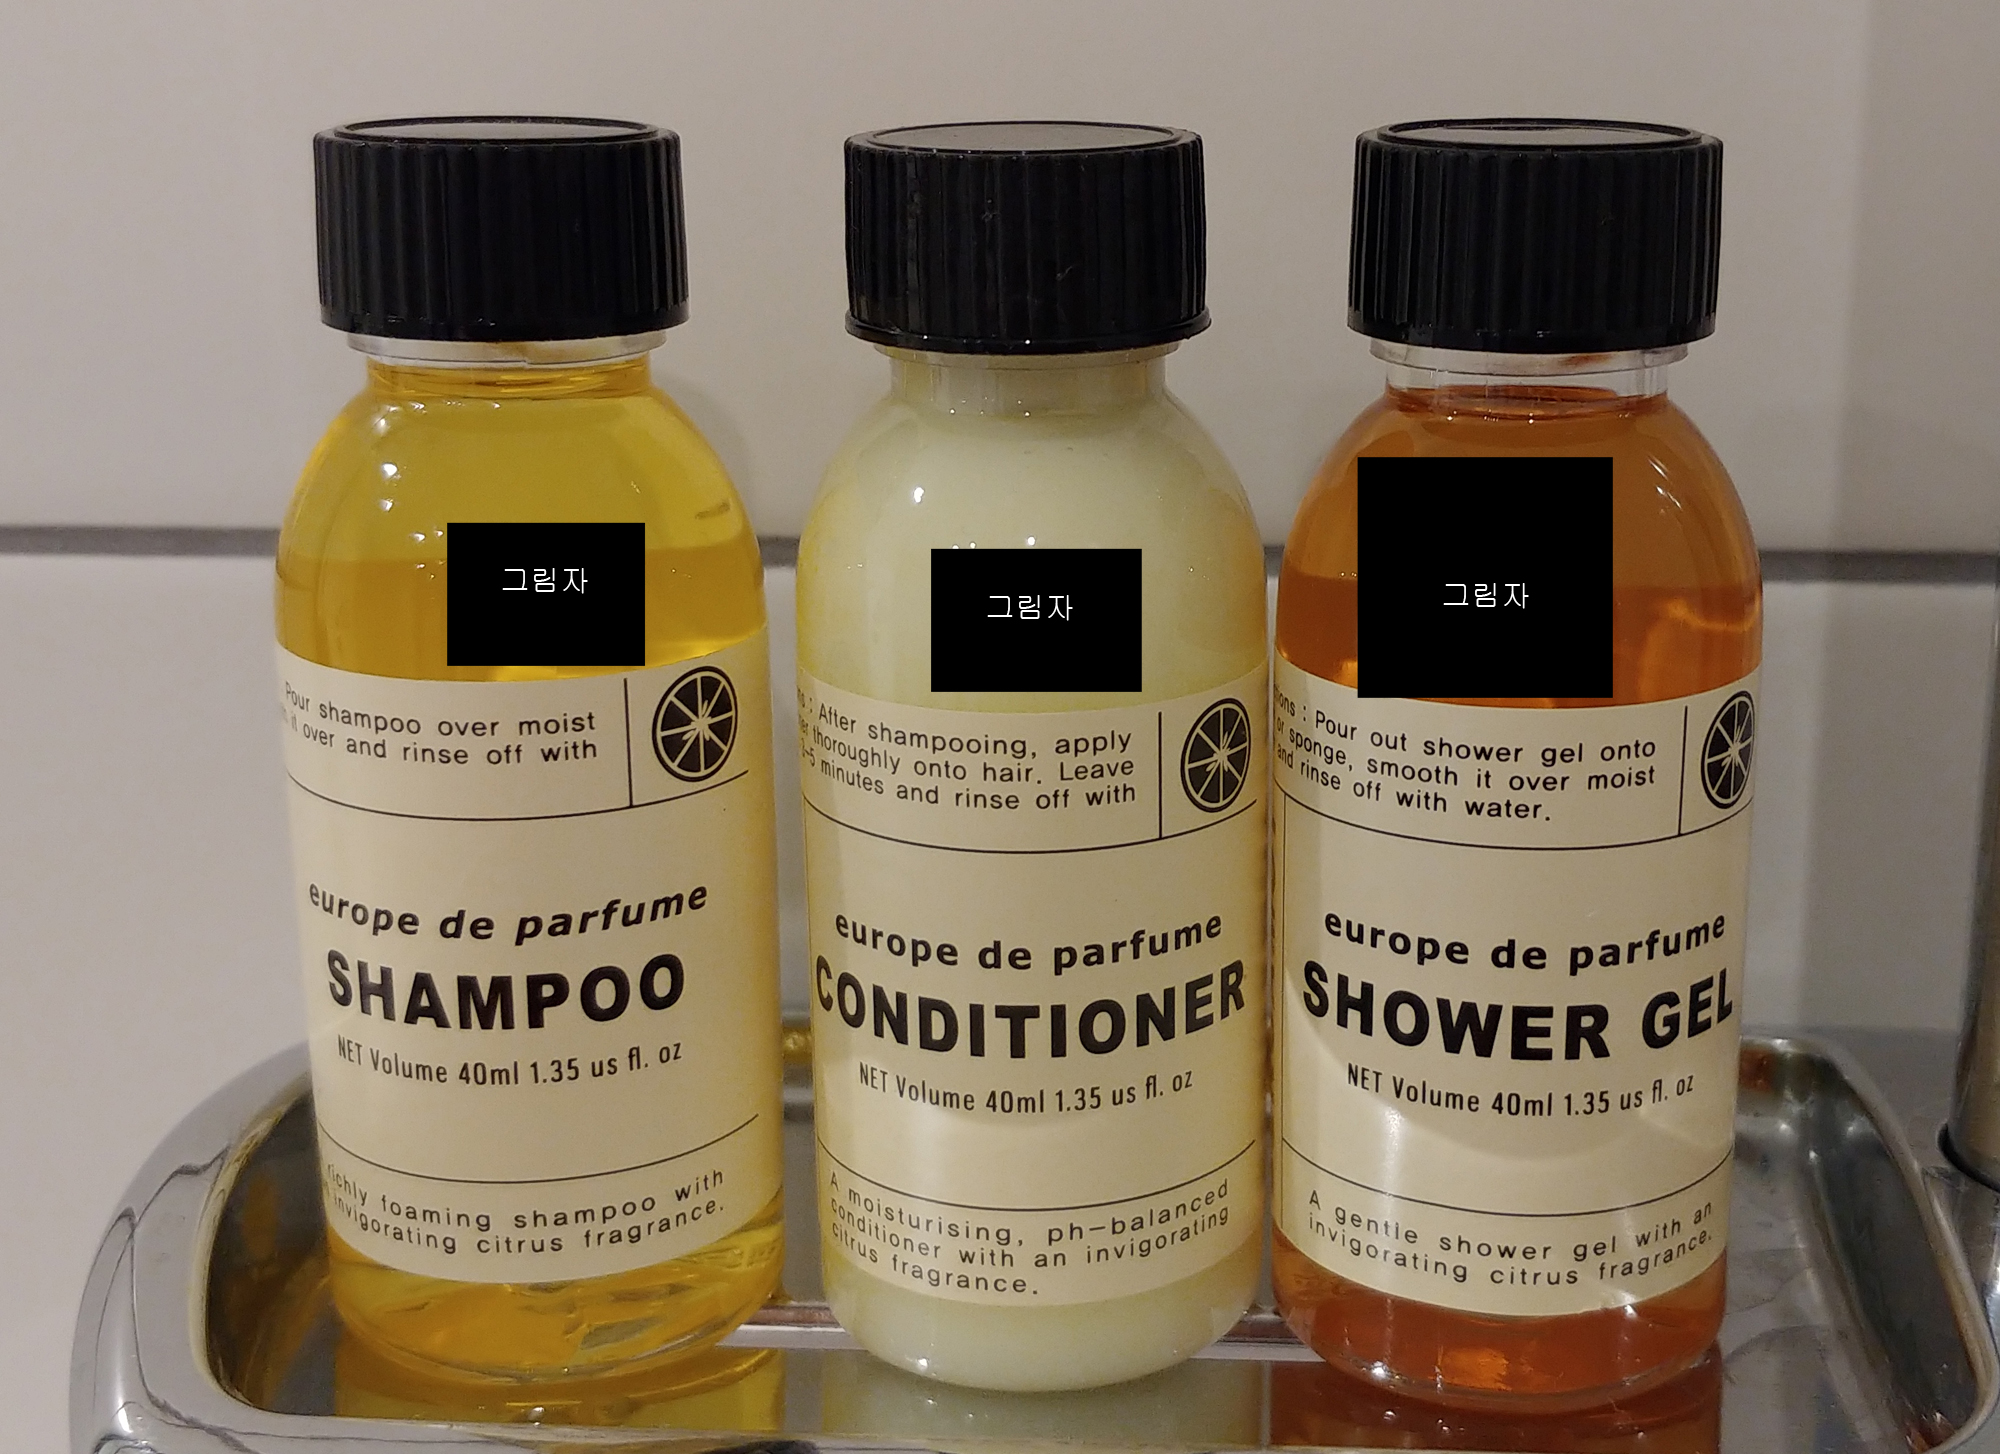 그림자
Pour shampoo over moist
it over and rinse off with
europe de parfume
SHAMPOO
NET Volume 40ml 1.35 us fl. oz
richly foaming shampoo with
invigorating citrus fragrance.
그림자
: After shampooing, apply
thoroughly onto hair. Leave
3-5 minutes and rinse off with
europe de parfume
CONDITIONER
NET Volume 40ml 1.35 us fl. oz
A moisturising, ph-balanced
conditioner with an invigorating
citrus fragrance.
그림자
: Pour out shower gel onto
or sponge, smooth it over moist
and rinse off with water.
europe de parfume
SHOWER GEL
NET Volume 40ml 1.35 us fl. oz
A gentle shower gel with an
invigorating citrus fragrance.